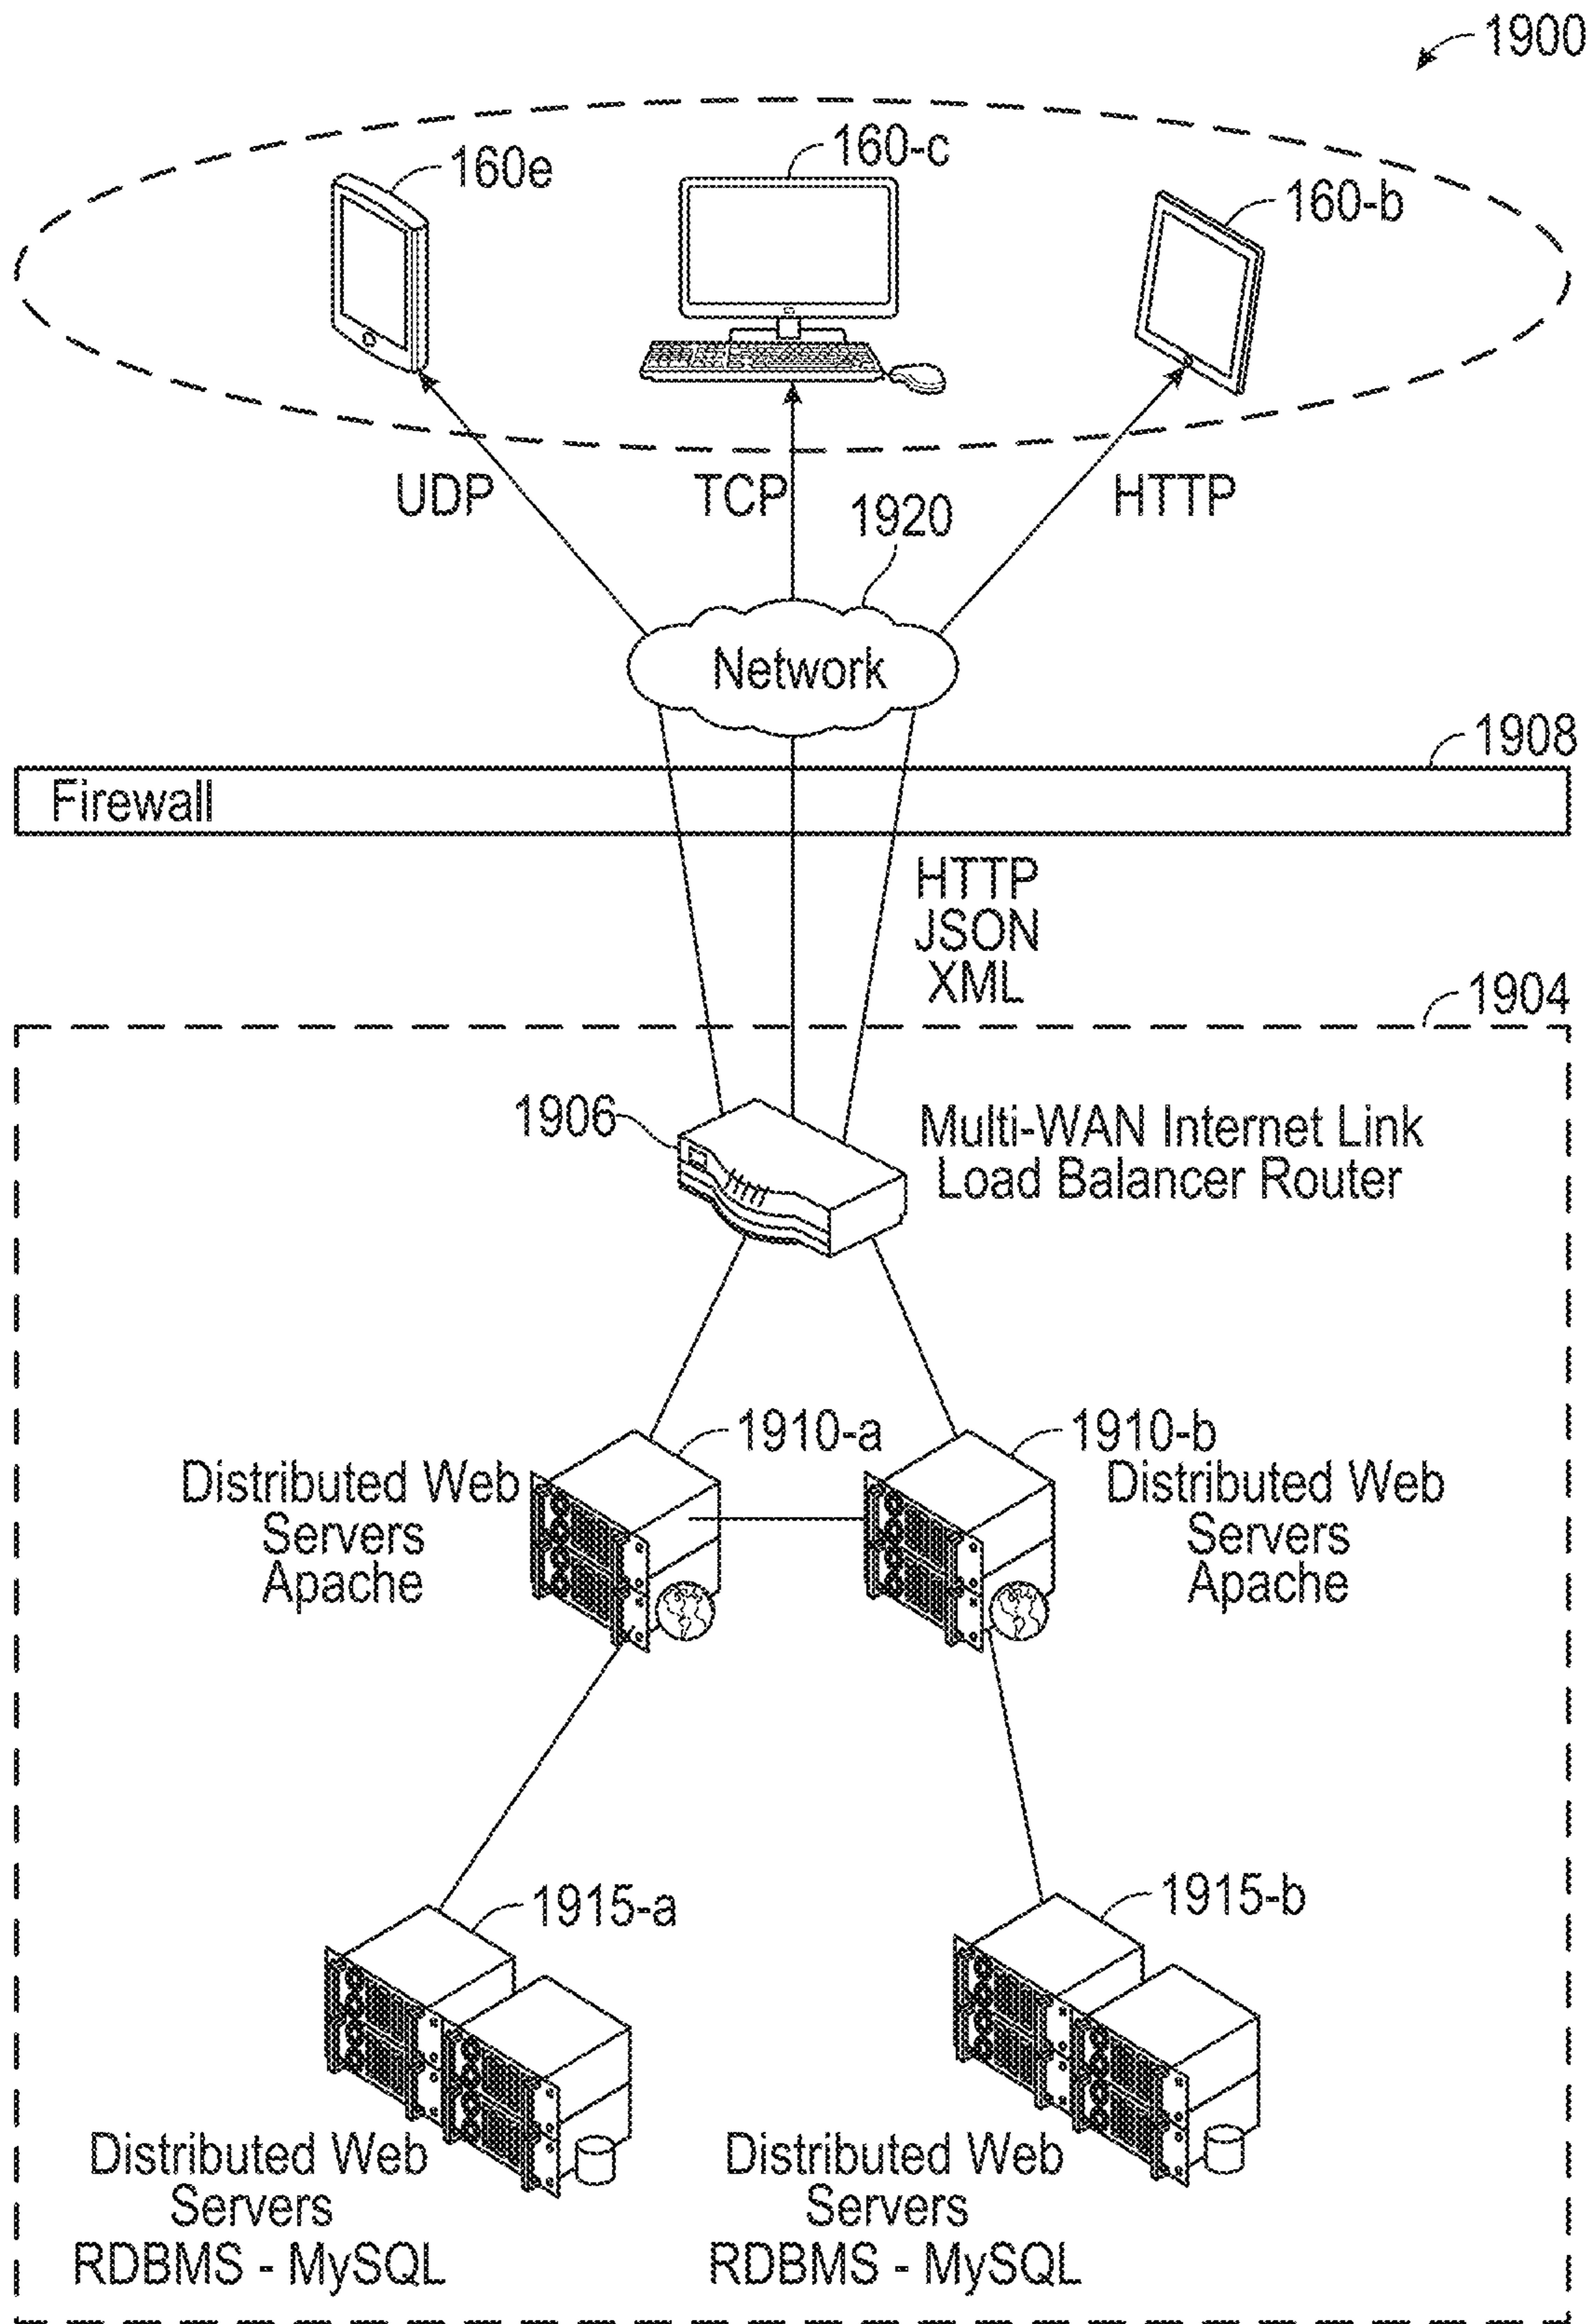 1900
160e
160-c
160-b
UDP
TCP
HTTP
1920
Network
1908
Firewall
HTTP
JSON
XML
1904
1906
Multi-WAN Internet Link
Load Balancer Router
1910-a
1910-b
Distributed Web
Servers
Apache
Distributed Web
Servers
Apache
1915-a
1915-b
Distributed Web
Servers
RDBMS - MySQL
Distributed Web
Servers
RDBMS - MySQL